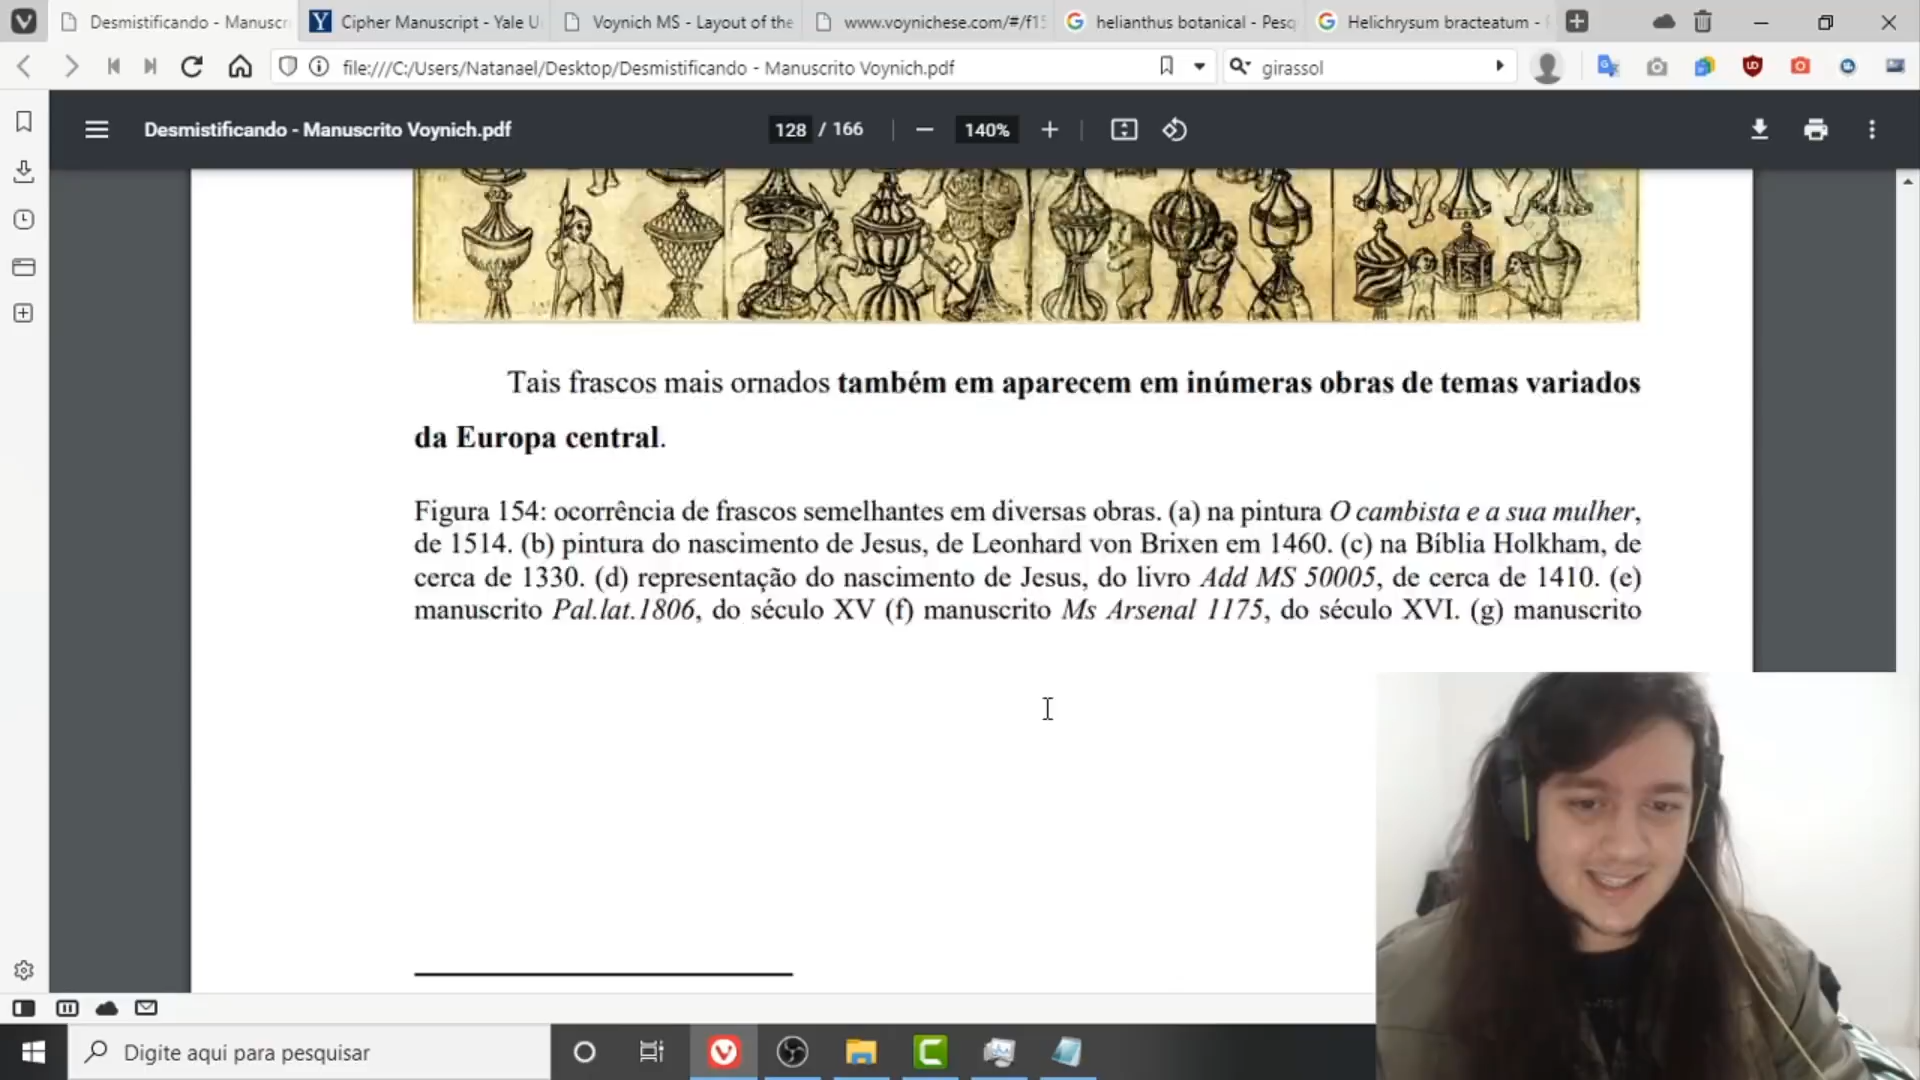 Desmistificando - Manuscr
Cipher Manuscript - Yale U
Voynich MS - Layout of the
www.voynichese.com/#/f15
helianthus botanical - Pesq
Helichrysum bracteatum -
file:///C:/Users/Natanael/Desktop/Desmistificando - Manuscrito Voynich.pdf
girassol
Desmistificando - Manuscrito Voynich.pdf
128 / 166
140%
Tais frascos mais ornados também em aparecem em inúmeras obras de temas variados
da Europa central.
Figura 154: ocorrência de frascos semelhantes em diversas obras. (a) na pintura O cambista e a sua mulher,
de 1514. (b) pintura do nascimento de Jesus, de Leonhard von Brixen em 1460. (c) na Bíblia Holkham, de
cerca de 1330. (d) representação do nascimento de Jesus, do livro Add MS 50005, de cerca de 1410. (e)
manuscrito Pal.lat.1806, do século XV (f) manuscrito Ms Arsenal 1175, do século XVI. (g) manuscrito
Digite aqui para pesquisar